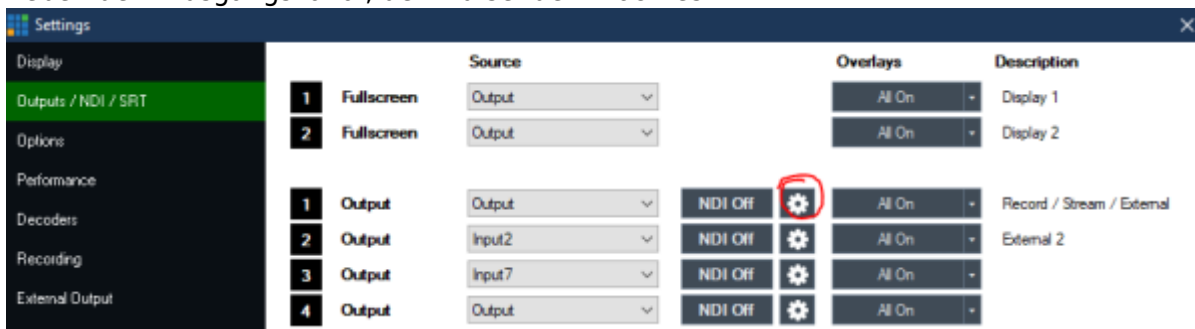 Settings
Display
Outputs / NDI / SRT
Options
Performance
Decoders
Recording
External Output
Source Overlays Description
1 Fullscreen Output All On Display 1
2 Fullscreen Output All On Display 2
1 Output Output NDI Off All On Record / Stream / External
2 Output Input2 NDI Off All On External 2
3 Output Input7 NDI Off All On
4 Output Output NDI Off All On